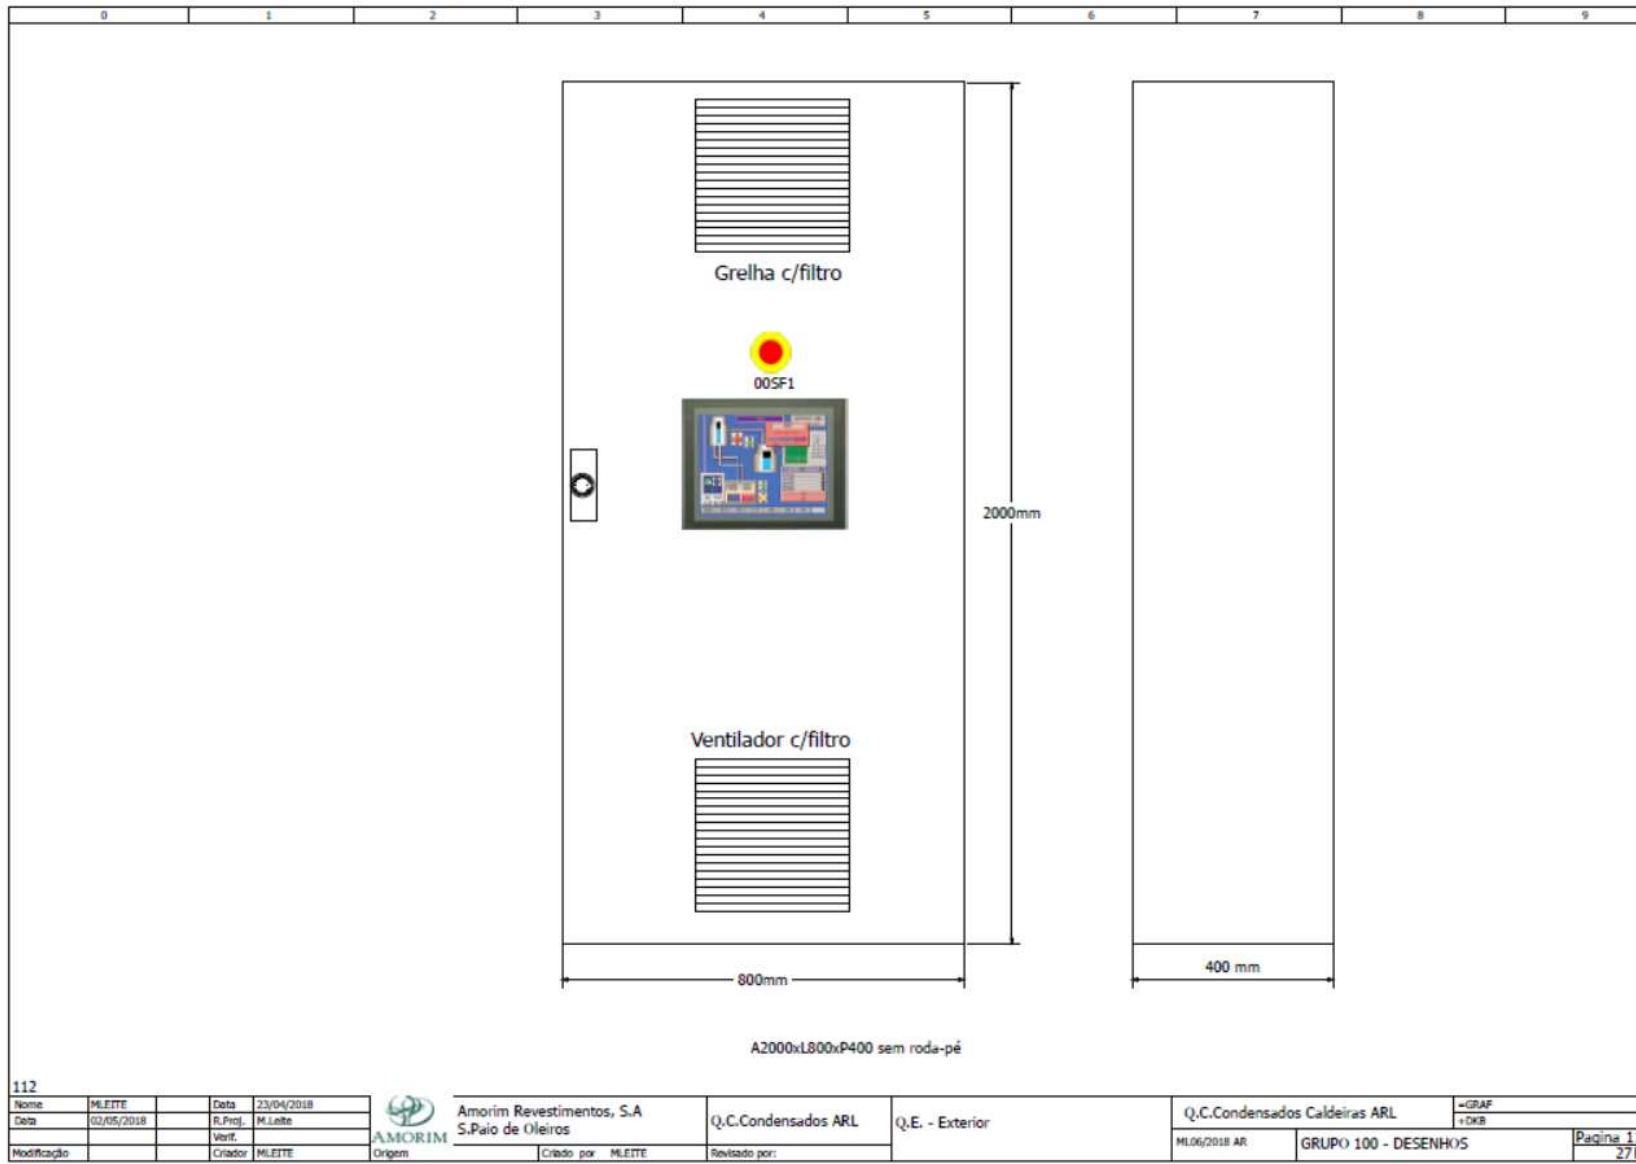 0 1 2 3 4 5 6 7 8 9
Grelha c/filtro
00SF1
2000mm
Ventilador c/filtro
800mm
400 mm
A2000xL800xP400 sem roda-pé
112
Nome MLEITE Data 23/04/2018
Data 02/05/2018 R.Proj. M.Leite
Verif.
Modificação Criador MLEITE
AMORIM
Origem
Amorim Revestimentos, S.A
S.Paio de Oleiros
Criado por MLEITE
Q.C.Condensados ARL
Revisado por:
Q.E. - Exterior
Q.C.Condensados Caldeiras ARL
=GRAF
+DKB
ML06/2018 AR
GRUPO 100 - DESENHOS
Pagina